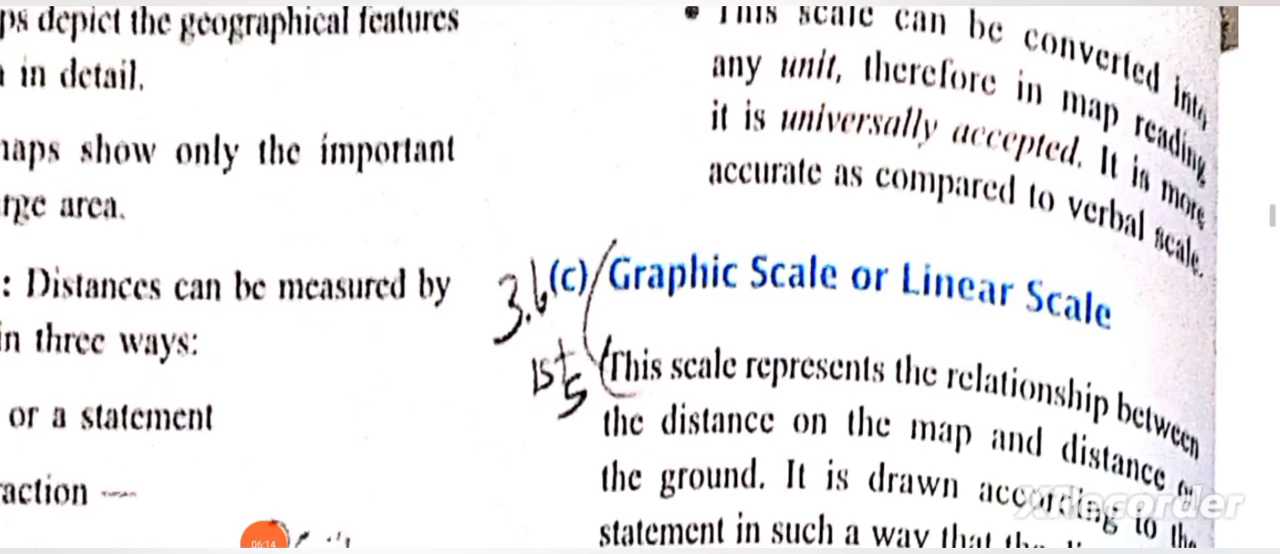 ps depict the geographical features
in detail.
maps show only the important
rge area.
: Distances can be measured by
in three ways:
or a statement
action —
• This scale can be converted into
any unit, therefore in map reading,
it is universally accepted. It is more
accurate as compared to verbal scale.
3.6 (c) Graphic Scale or Linear Scale
1st 5
This scale represents the relationship between
the distance on the map and distance on
the ground. It is drawn according to the
statement in such a way that the
XRecorder
06:14